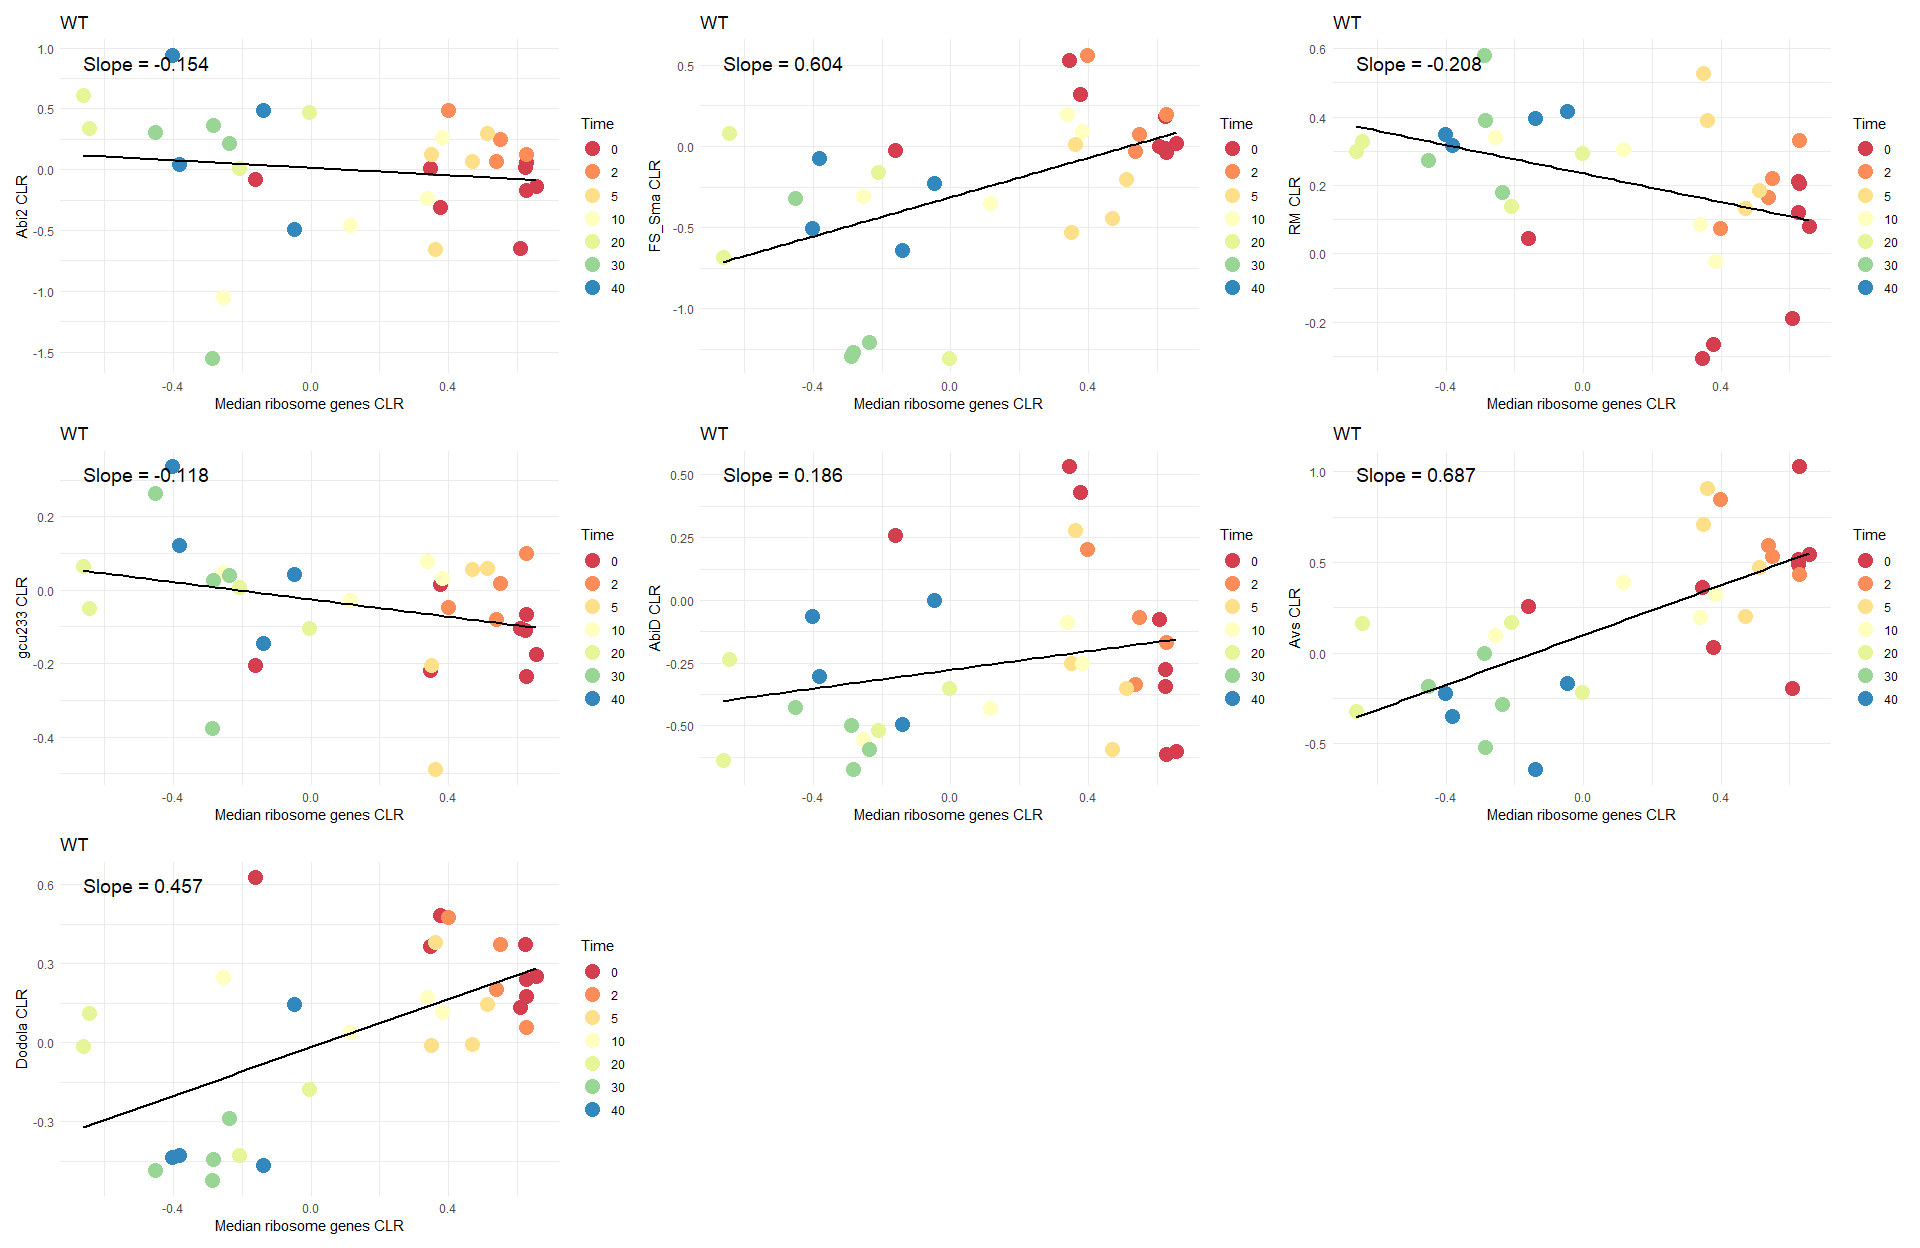 WT
Slope = -0.154
Abi2 CLR
1.0
0.5
0.0
-0.5
-1.0
-1.5
-0.4 0.0 0.4
Median ribosome genes CLR
Time
0
2
5
10
20
30
40
WT
Slope = 0.604
FS_Sma CLR
0.5
0.0
-0.5
-1.0
-0.4 0.0 0.4
Median ribosome genes CLR
Time
0
2
5
10
20
30
40
WT
Slope = -0.208
RM CLR
0.6
0.4
0.2
0.0
-0.2
-0.4 0.0 0.4
Median ribosome genes CLR
Time
0
2
5
10
20
30
40
WT
Slope = -0.118
gcu233 CLR
0.2
0.0
-0.2
-0.4
-0.4 0.0 0.4
Median ribosome genes CLR
Time
0
2
5
10
20
30
40
WT
Slope = 0.186
AbiD CLR
0.50
0.25
0.00
-0.25
-0.50
-0.4 0.0 0.4
Median ribosome genes CLR
Time
0
2
5
10
20
30
40
WT
Slope = 0.687
Avs CLR
1.0
0.5
0.0
-0.5
-0.4 0.0 0.4
Median ribosome genes CLR
Time
0
2
5
10
20
30
40
WT
Slope = 0.457
Dodola CLR
0.6
0.3
0.0
-0.3
-0.4 0.0 0.4
Median ribosome genes CLR
Time
0
2
5
10
20
30
40